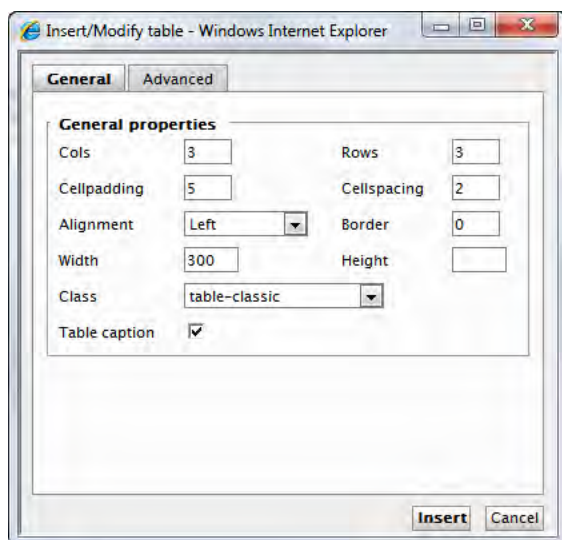 Insert/Modify table - Windows Internet Explorer
General Advanced
General properties
Cols 3 Rows 3
Cellpadding 5 Cellspacing 2
Alignment Left Border 0
Width 300 Height
Class table-classic
Table caption
Insert Cancel